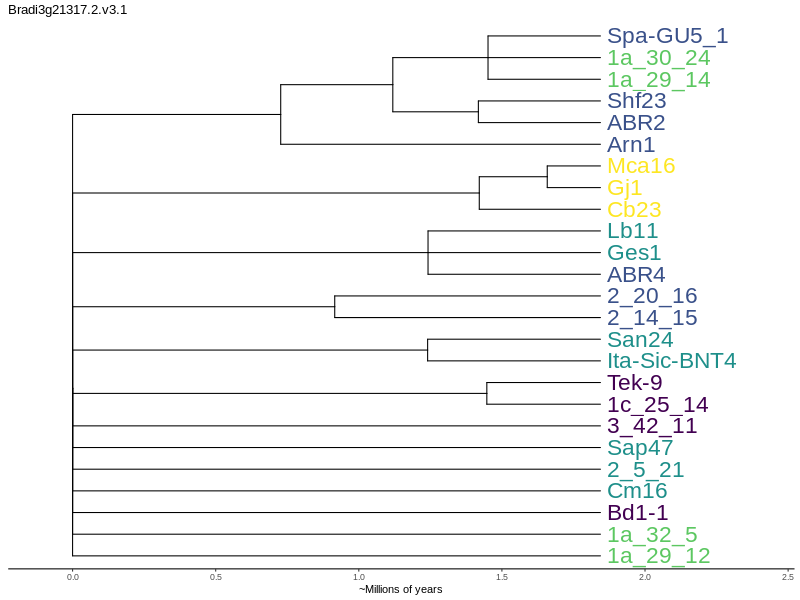 Bradi3g21317.2.v3.1
Spa-GU5_1
1a_30_24
1a_29_14
Shf23
ABR2
Arn1
Mca16
Gj1
Cb23
Lb11
Ges1
ABR4
2_20_16
2_14_15
San24
Ita-Sic-BNT4
Tek-9
1c_25_14
3_42_11
Sap47
2_5_21
Cm16
Bd1-1
1a_32_5
1a_29_12
0.0 0.5 1.0 1.5 2.0 2.5
~Millions of years